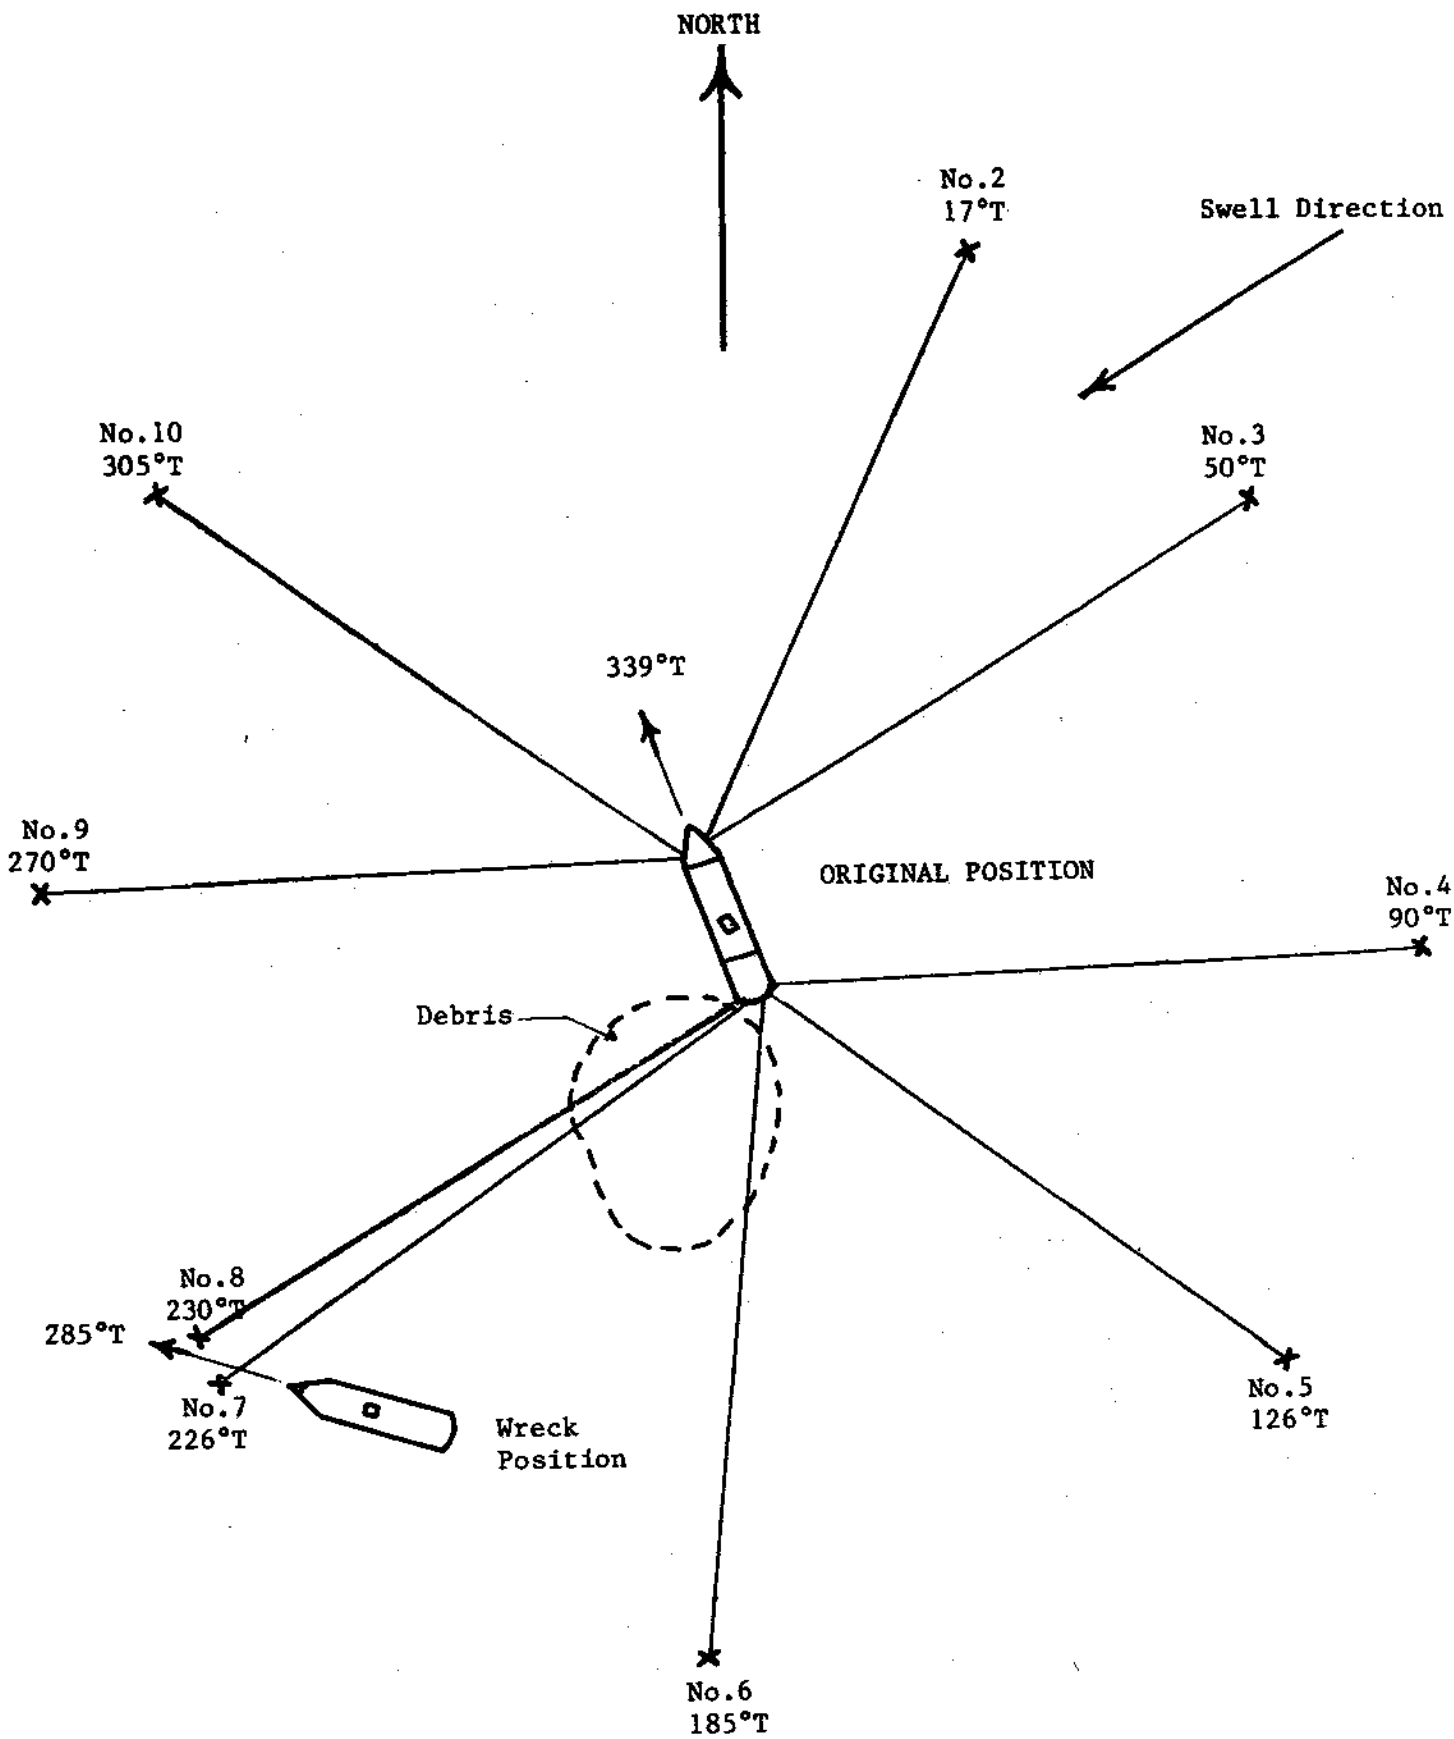 NORTH
No.2
17°T
Swell Direction
No.10
305°T
No.3
50°T
339°T
No.9
270°T
ORIGINAL POSITION
No.4
90°T
Debris
No.8
230°T
285°T
No.7
226°T
Wreck
Position
No.5
126°T
No.6
185°T